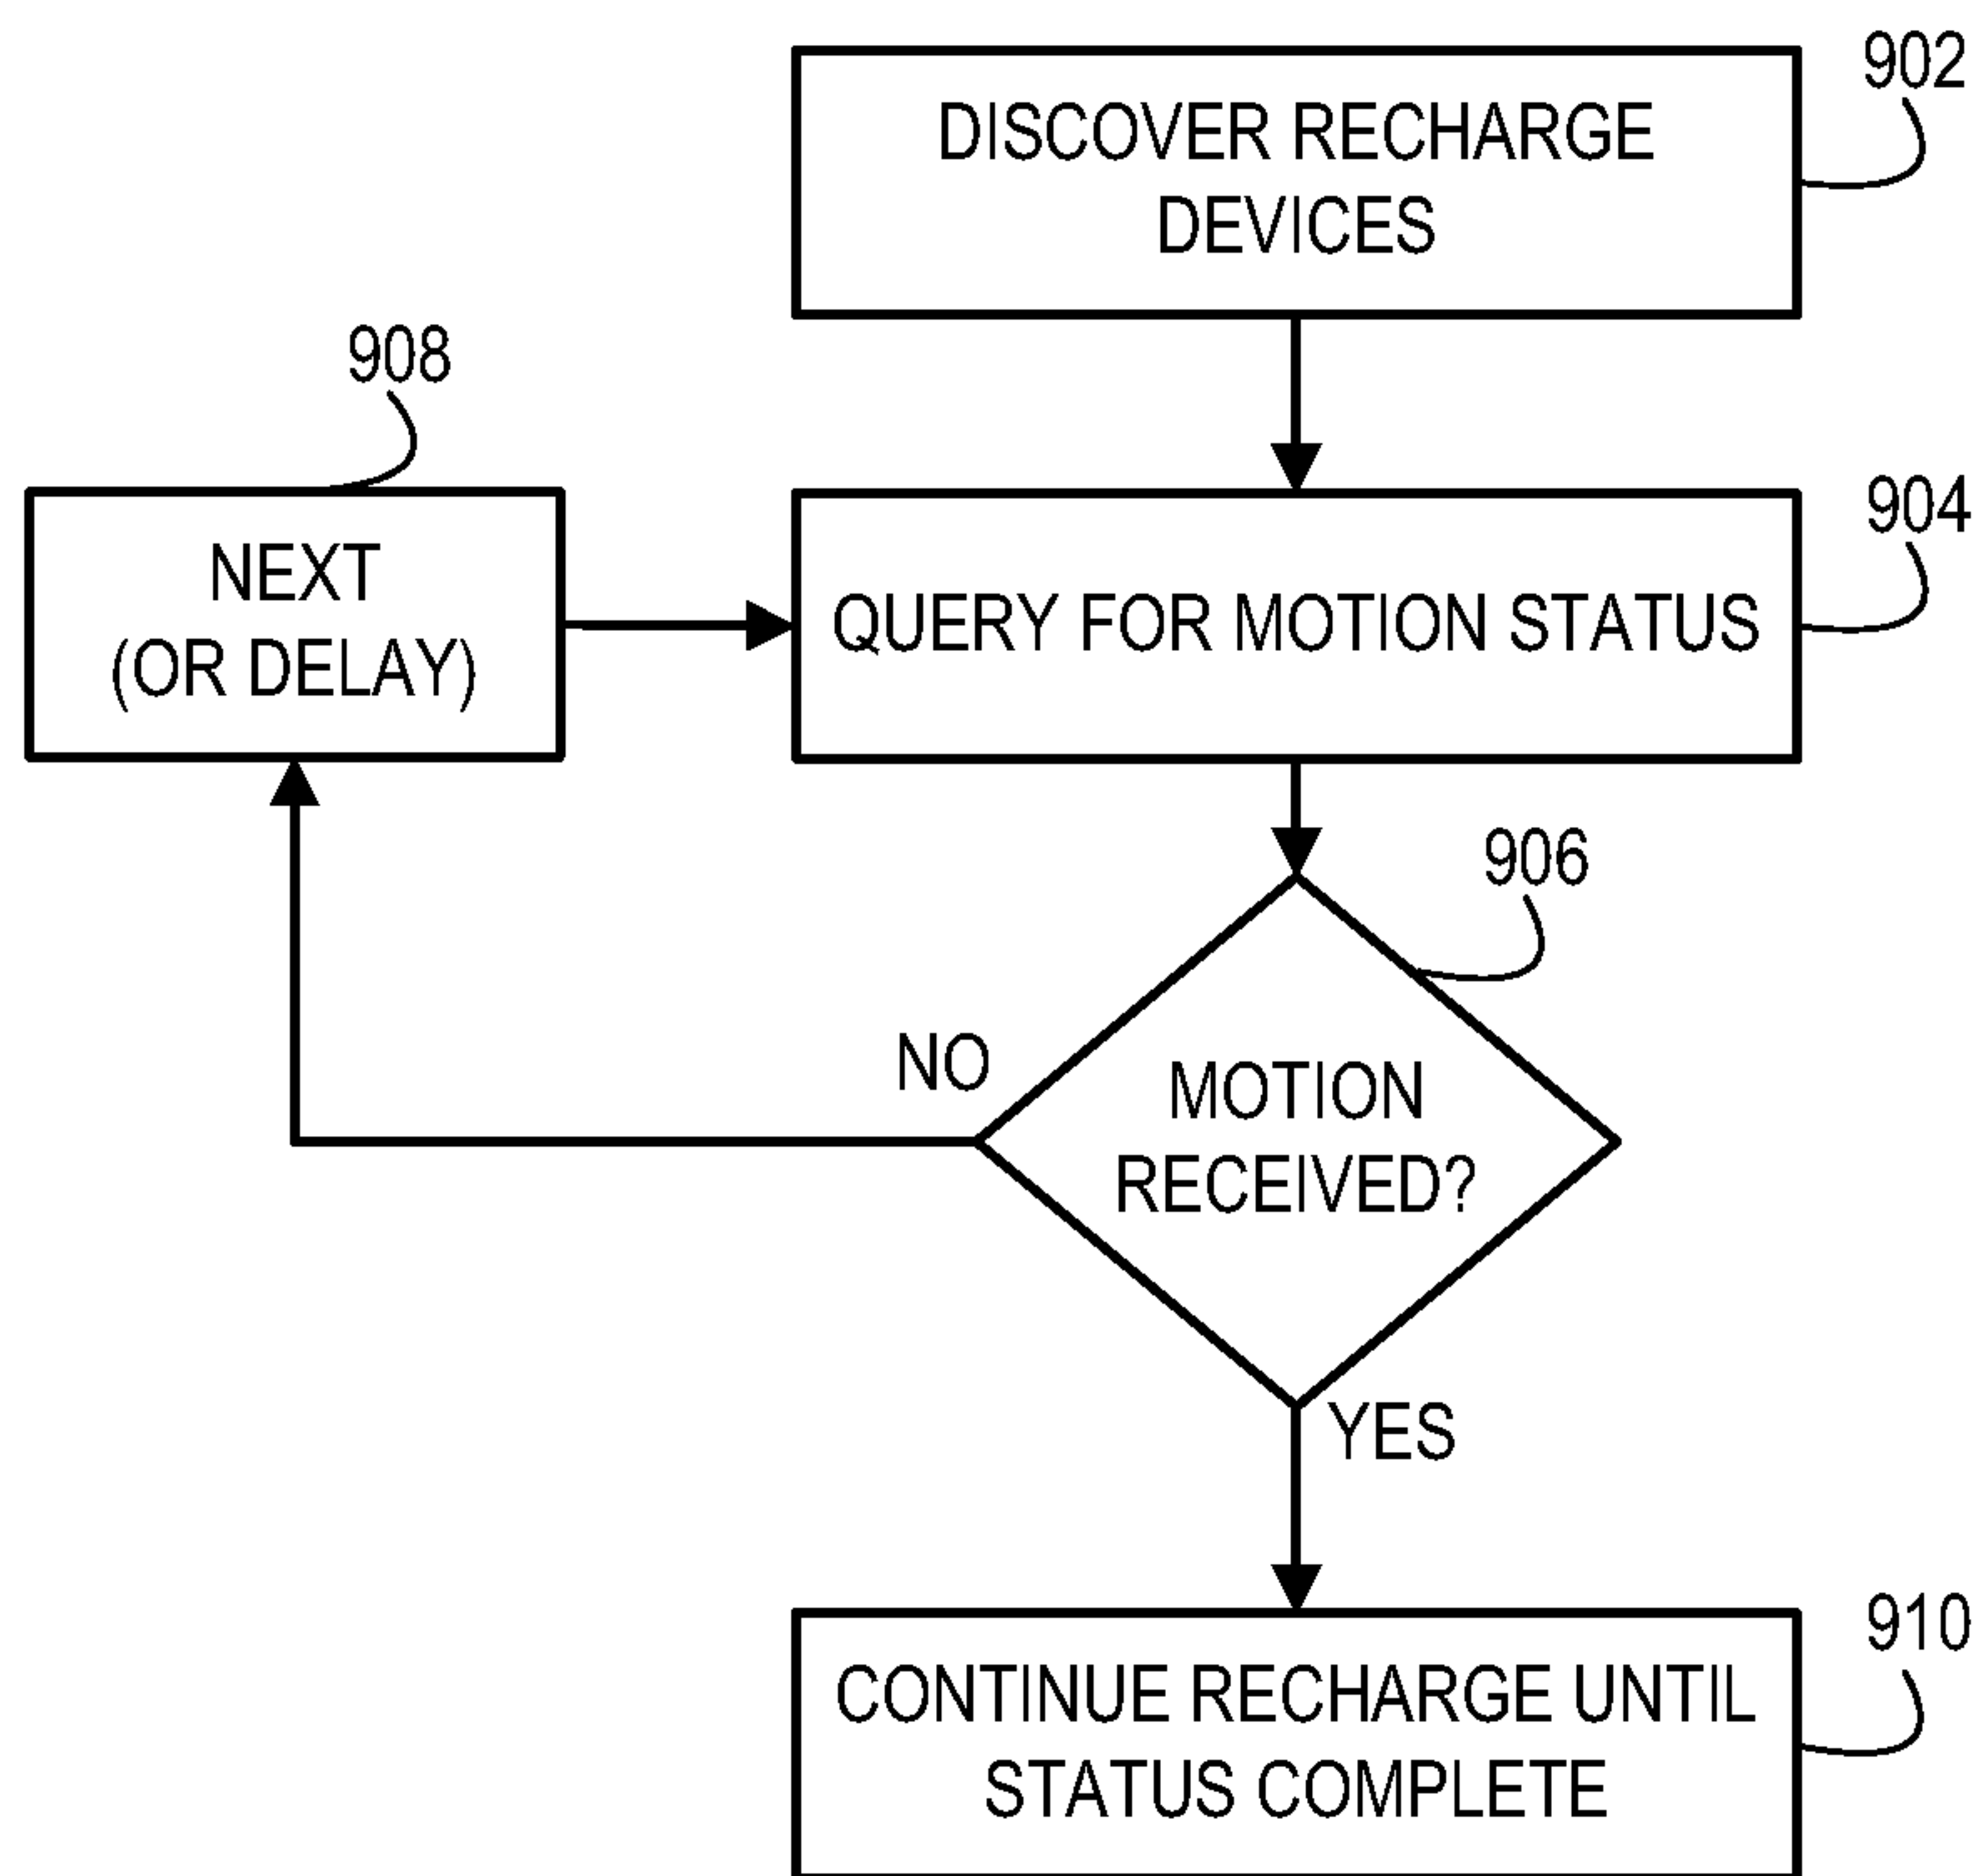 902
DISCOVER RECHARGE
DEVICES
908
904
NEXT
(OR DELAY)
QUERY FOR MOTION STATUS
906
NO
MOTION
RECEIVED?
YES
910
CONTINUE RECHARGE UNTIL
STATUS COMPLETE